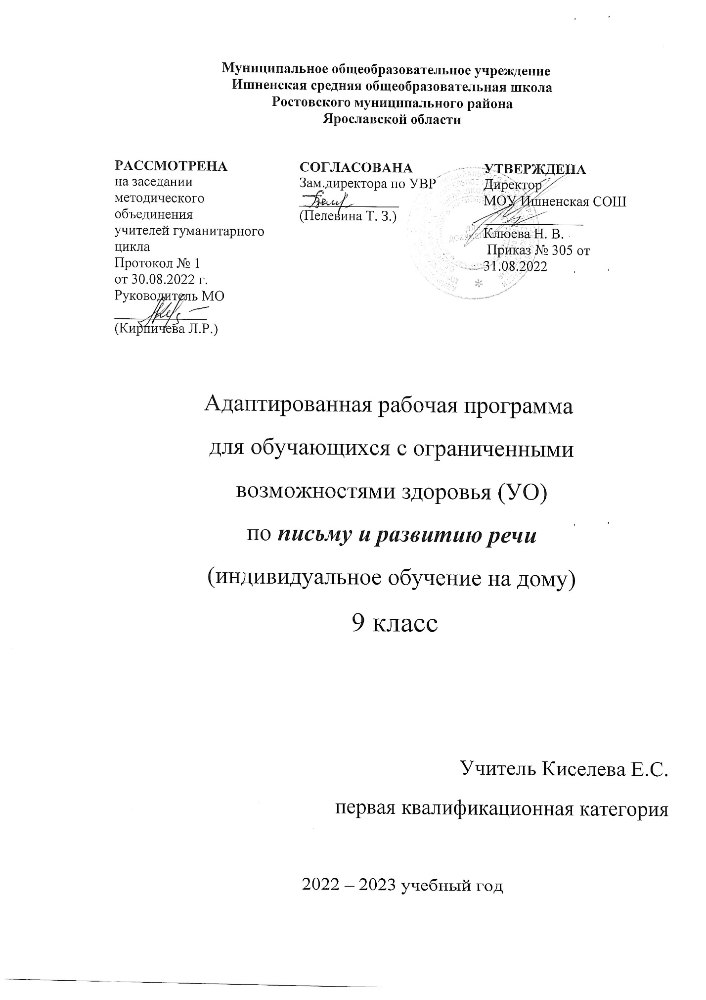 Муниципальное общеобразовательное учреждение
Ишненская средняя общеобразовательная школа
Ростовского муниципального района
Ярославской области
РАССМОТРЕНА
на заседании
методического
объединения
учителей гуманитарного
цикла
Протокол № 1
от 30.08.2022 г.
Руководитель МО
(Кирпичева Л.Р.)
СОГЛАСОВАНА
Зам.директора по УВР
(Пелевина Т. З.)
УТВЕРЖДЕНА
Директор
МОУ Ишненская СОШ
Клюева Н. В.
Приказ № 305 от
31.08.2022
Адаптированная рабочая программа
для обучающихся с ограниченными
возможностями здоровья (УО)
по письму и развитию речи
(индивидуальное обучение на дому)
9 класс
Учитель Киселева Е.С.
первая квалификационная категория
2022 – 2023 учебный год